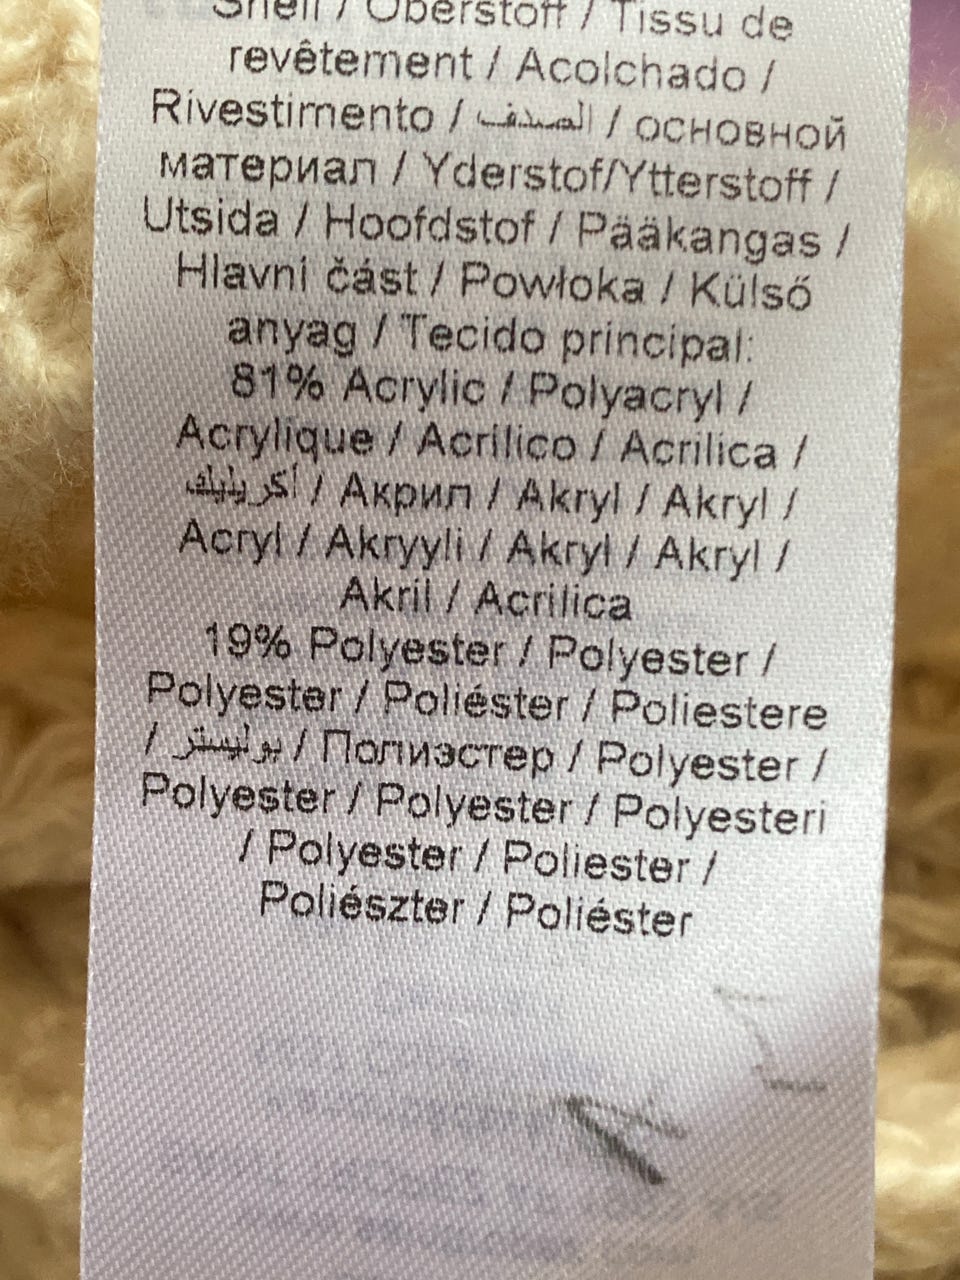 Shell / Oberstoff / Tissu de
revêtement / Acolchado /
Rivestimento / الصدف / основной
материал / Yderstof/Ytterstoff /
Utsida / Hoofdstof / Pääkangas /
Hlavní část / Powłoka / Külső
anyag / Tecido principal:
81% Acrylic / Polyacryl /
Acrylique / Acrílico / Acrilica /
أكريليك / Акрил / Akryl / Akryl /
Acryl / Akryyli / Akryl / Akryl /
Akril / Acrílica
19% Polyester / Polyester /
Polyester / Poliéster / Poliestere
/ بوليستر / Полиэстер / Polyester /
Polyester / Polyester / Polyesteri
/ Polyester / Poliester /
Poliészter / Poliéster